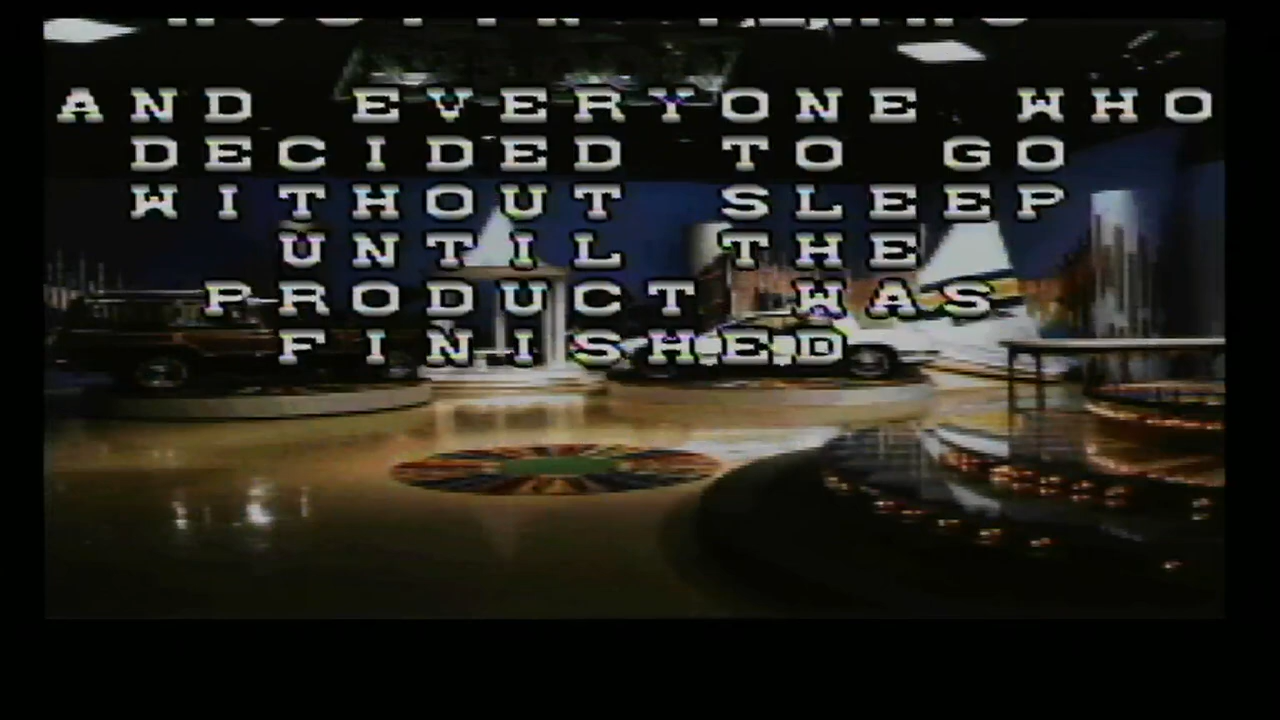 AND EVERYONE WHO
DECIDED TO GO
WITHOUT SLEEP
UNTIL THE
PRODUCT WAS
FINISHED